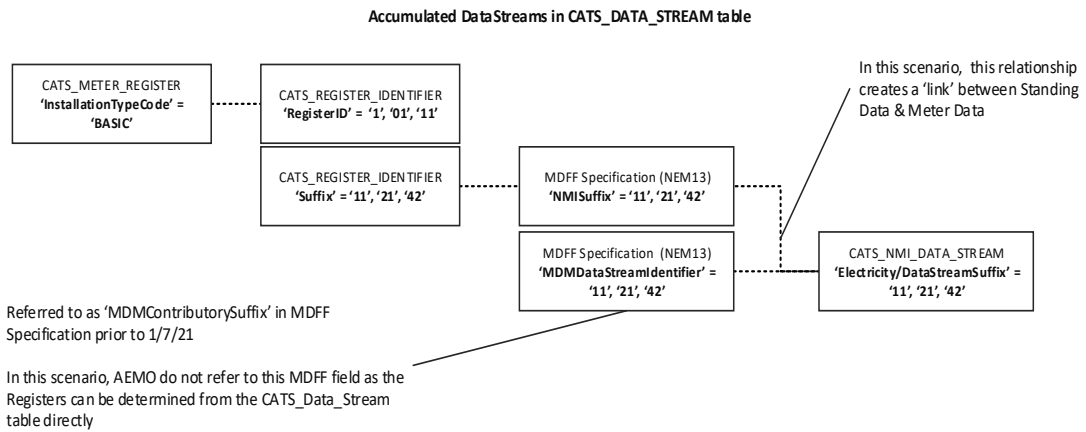 Accumulated DataStreams in CATS_DATA_STREAM table
CATS_METER_REGISTER
‘InstallationTypeCode’ =
‘BASIC’
CATS_REGISTER_IDENTIFIER
‘RegisterID’ = ‘1’, ‘01’, ‘11’
In this scenario, this relationship
creates a ‘link’ between Standing
Data & Meter Data
CATS_REGISTER_IDENTIFIER
‘Suffix’ = ‘11’, ‘21’, ‘42’
MDFF Specification (NEM13)
‘NMISuffix’ = ‘11’, ‘21’, ‘42’
MDFF Specification (NEM13)
‘MDMDataStreamIdentifier’ =
‘11’, ‘21’, ‘42’
CATS_NMI_DATA_STREAM
‘Electricity/DataStreamSuffix’ =
‘11’, ‘21’, ‘42’
Referred to as ‘MDMContributorySuffix’ in MDFF
Specification prior to 1/7/21
In this scenario, AEMO do not refer to this MDFF field as the
Registers can be determined from the CATS_Data_Stream
table directly